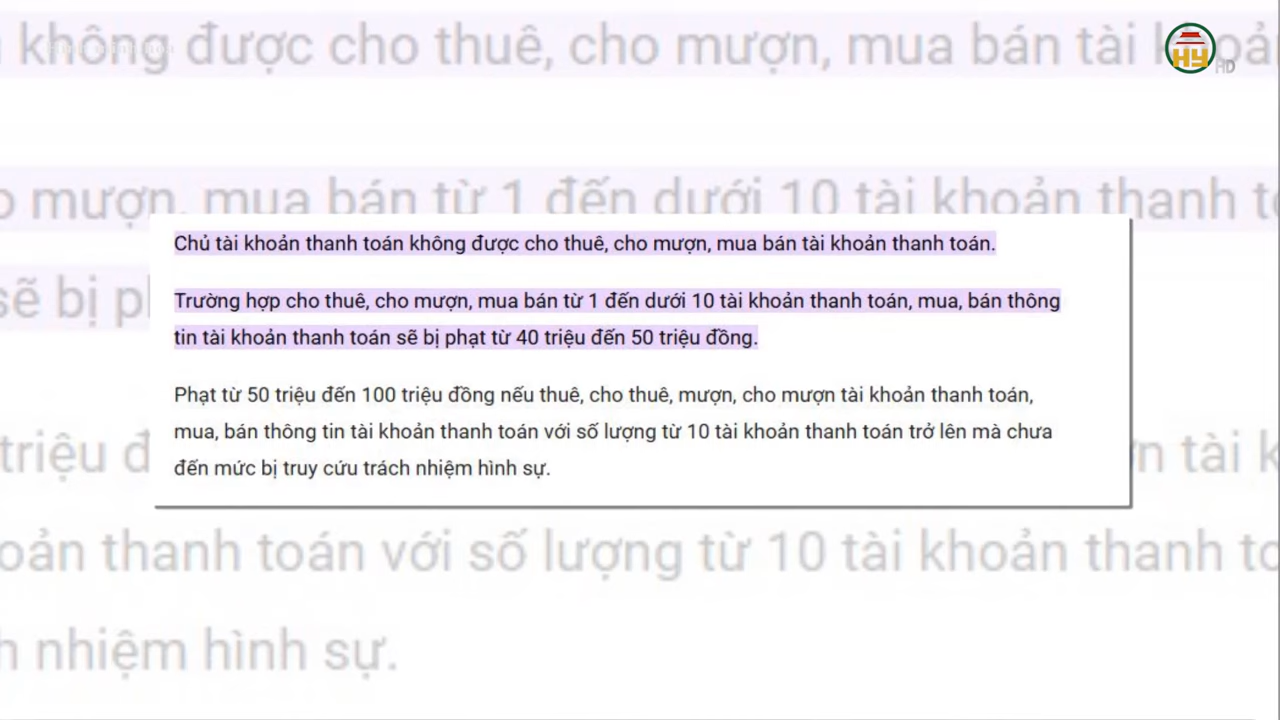 không được cho thuê, cho mượn, mua bán tài
HY HD
mượn, mua bán từ 1 đến dưới 10 tài khoản thanh
sẽ bị
Chủ tài khoản thanh toán không được cho thuê, cho mượn, mua bán tài khoản thanh toán.
Trường hợp cho thuê, cho mượn, mua bán từ 1 đến dưới 10 tài khoản thanh toán, mua, bán thông
tin tài khoản thanh toán sẽ bị phạt từ 40 triệu đến 50 triệu đồng.
Phạt từ 50 triệu đến 100 triệu đồng nếu thuê, cho thuê, mượn, cho mượn tài khoản thanh toán,
mua, bán thông tin tài khoản thanh toán với số lượng từ 10 tài khoản thanh toán trở lên mà chưa
đến mức bị truy cứu trách nhiệm hình sự.
triệu
tài
thanh toán với số lượng từ 10 tài khoản thanh
nhiệm hình sự.